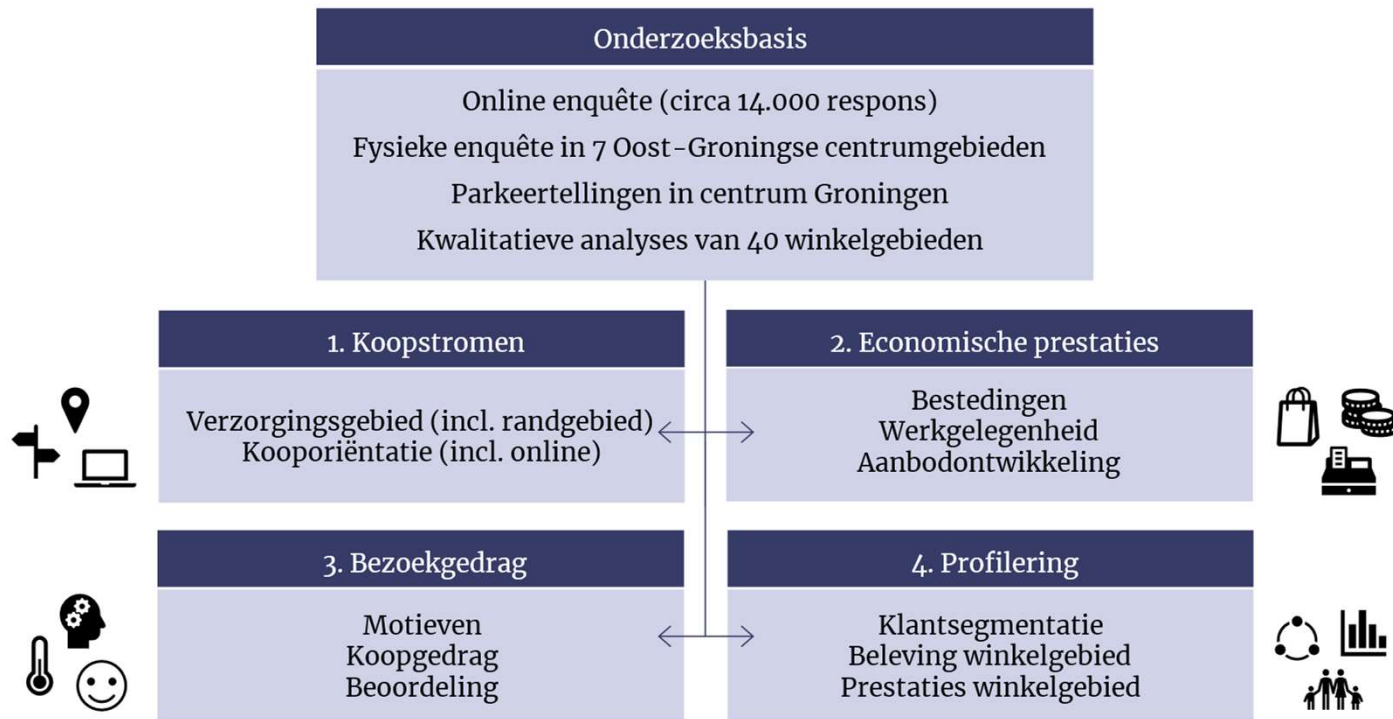 Onderzoeksbasis
Online enquête (circa 14.000 respons)
Fysieke enquête in 7 Oost-Groningse centrumgebieden
Parkeertellingen in centrum Groningen
Kwalitatieve analyses van 40 winkelgebieden
1. Koopstromen
Verzorgingsgebied (incl. randgebied)
Kooporiëntatie (incl. online)
2. Economische prestaties
Bestedingen
Werkgelegenheid
Aanbodontwikkeling
3. Bezoekgedrag
Motieven
Koopgedrag
Beoordeling
4. Profilering
Klantsegmentatie
Beleving winkelgebied
Prestaties winkelgebied